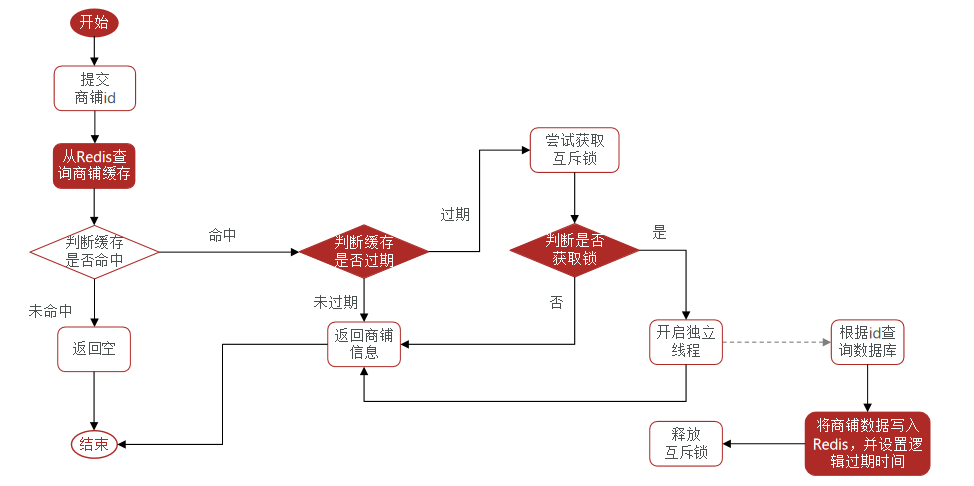 开始
提交
商铺id
从Redis查
询商铺缓存
判断缓存
是否命中
命中
未命中
返回空
结束
判断缓存
是否过期
过期
未过期
返回商铺
信息
尝试获取
互斥锁
判断是否
获取锁
是
否
开启独立
线程
根据id查
询数据库
将商铺数据写入
Redis，并设置逻
辑过期时间
释放
互斥锁